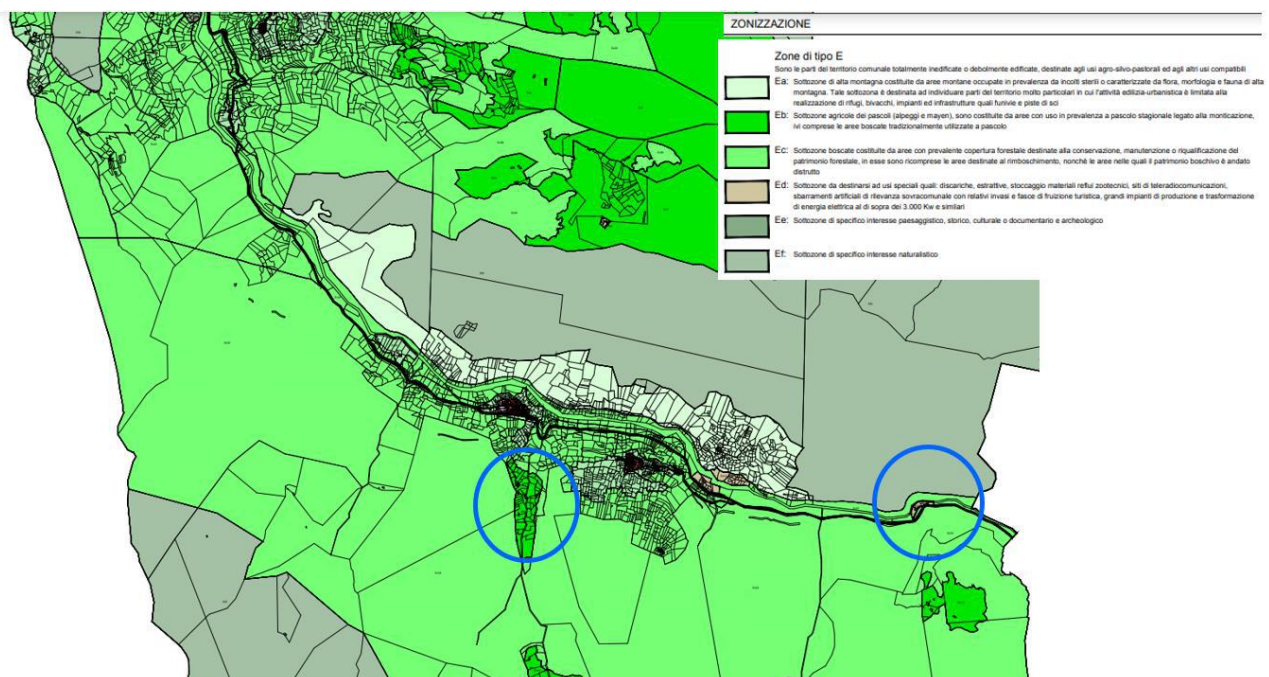 ZONIZZAZIONE
Zone di tipo E
Sono le parti del territorio comunale totalmente inedificate o debolmente edificate, destinate agli usi agro-silvo-pastorali ed agli altri usi compatibili
Ea: Sottozone di alta montagna costituite da aree montane occupate in prevalenza da incolti sterili o caratterizzate da flora, morfologia e fauna di alta
montagna. Tale sottozona è destinata ad individuare parti del territorio molto particolari in cui l'attività edilizia-urbanistica è limitata alla
realizzazione di rifugi, bivacchi, impianti ed infrastrutture quali funivie e piste di sci
Eb: Sottozone agricole dei pascoli (alpeggi e mayen), sono costituite da aree con uso in prevalenza a pascolo stagionale legato alla monticazione,
ivi comprese le aree boscate tradizionalmente utilizzate a pascolo
Ec: Sottozone boscate costituite da aree con prevalente copertura forestale destinate alla conservazione, manutenzione o riqualificazione del
patrimonio forestale, in esse sono ricomprese le aree destinate al rimboschimento, nonchè le aree nelle quali il patrimonio boschivo è andato
distrutto
Ed: Sottozone da destinarsi ad usi speciali quali: discariche, estrattive, stoccaggio materiali reflui zootecnici, siti di teleradiocomunicazioni,
sbarramenti artificiali di rilevanza sovracomunale con relativi invasi e fasce di fruizione turistica, grandi impianti di produzione e trasformazione
di energia elettrica al di sopra dei 3.000 Kw e similari
Ee: Sottozone di specifico interesse paesaggistico, storico, culturale o documentario e archeologico
Ef: Sottozone di specifico interesse naturalistico